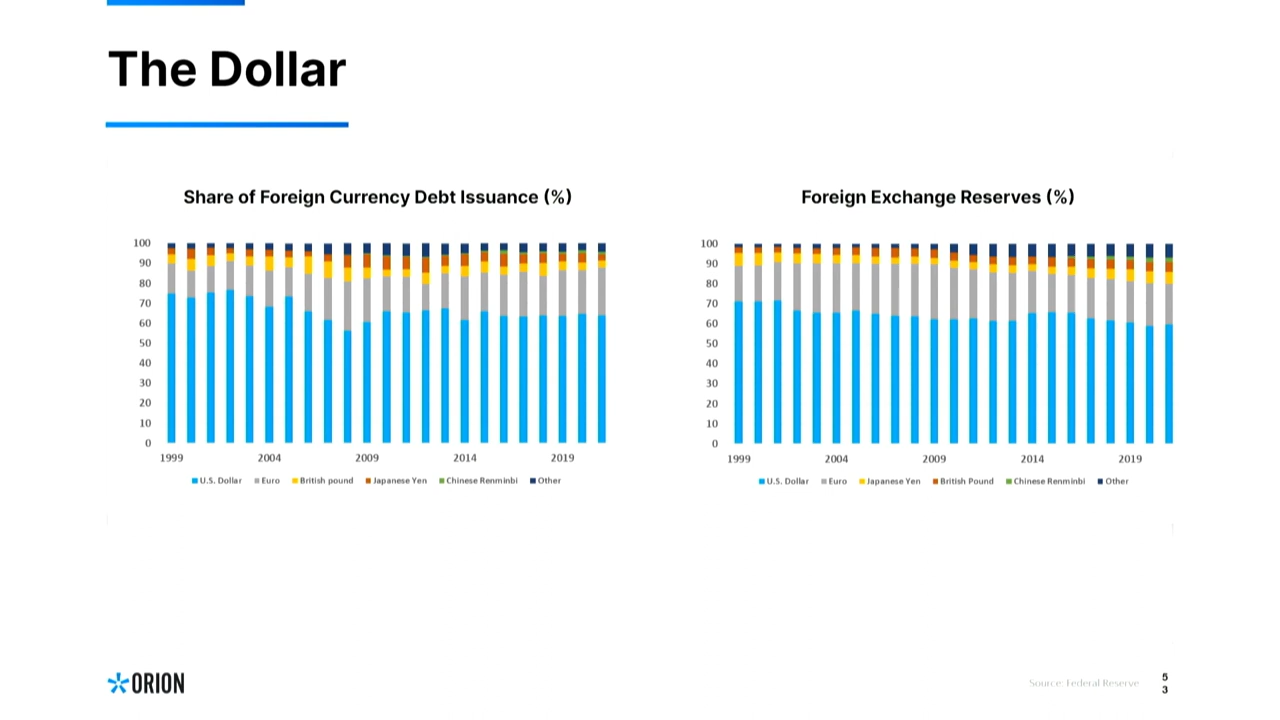 The Dollar
Share of Foreign Currency Debt Issuance (%)
100
90
80
70
60
50
40
30
20
10
0
1999 2004 2009 2014 2019
U.S. Dollar Euro British pound Japanese Yen Chinese Renminbi Other
Foreign Exchange Reserves (%)
100
90
80
70
60
50
40
30
20
10
0
1999 2004 2009 2014 2019
U.S. Dollar Euro Japanese Yen British Pound Chinese Renminbi Other
ORION
Source: Federal Reserve
5
3